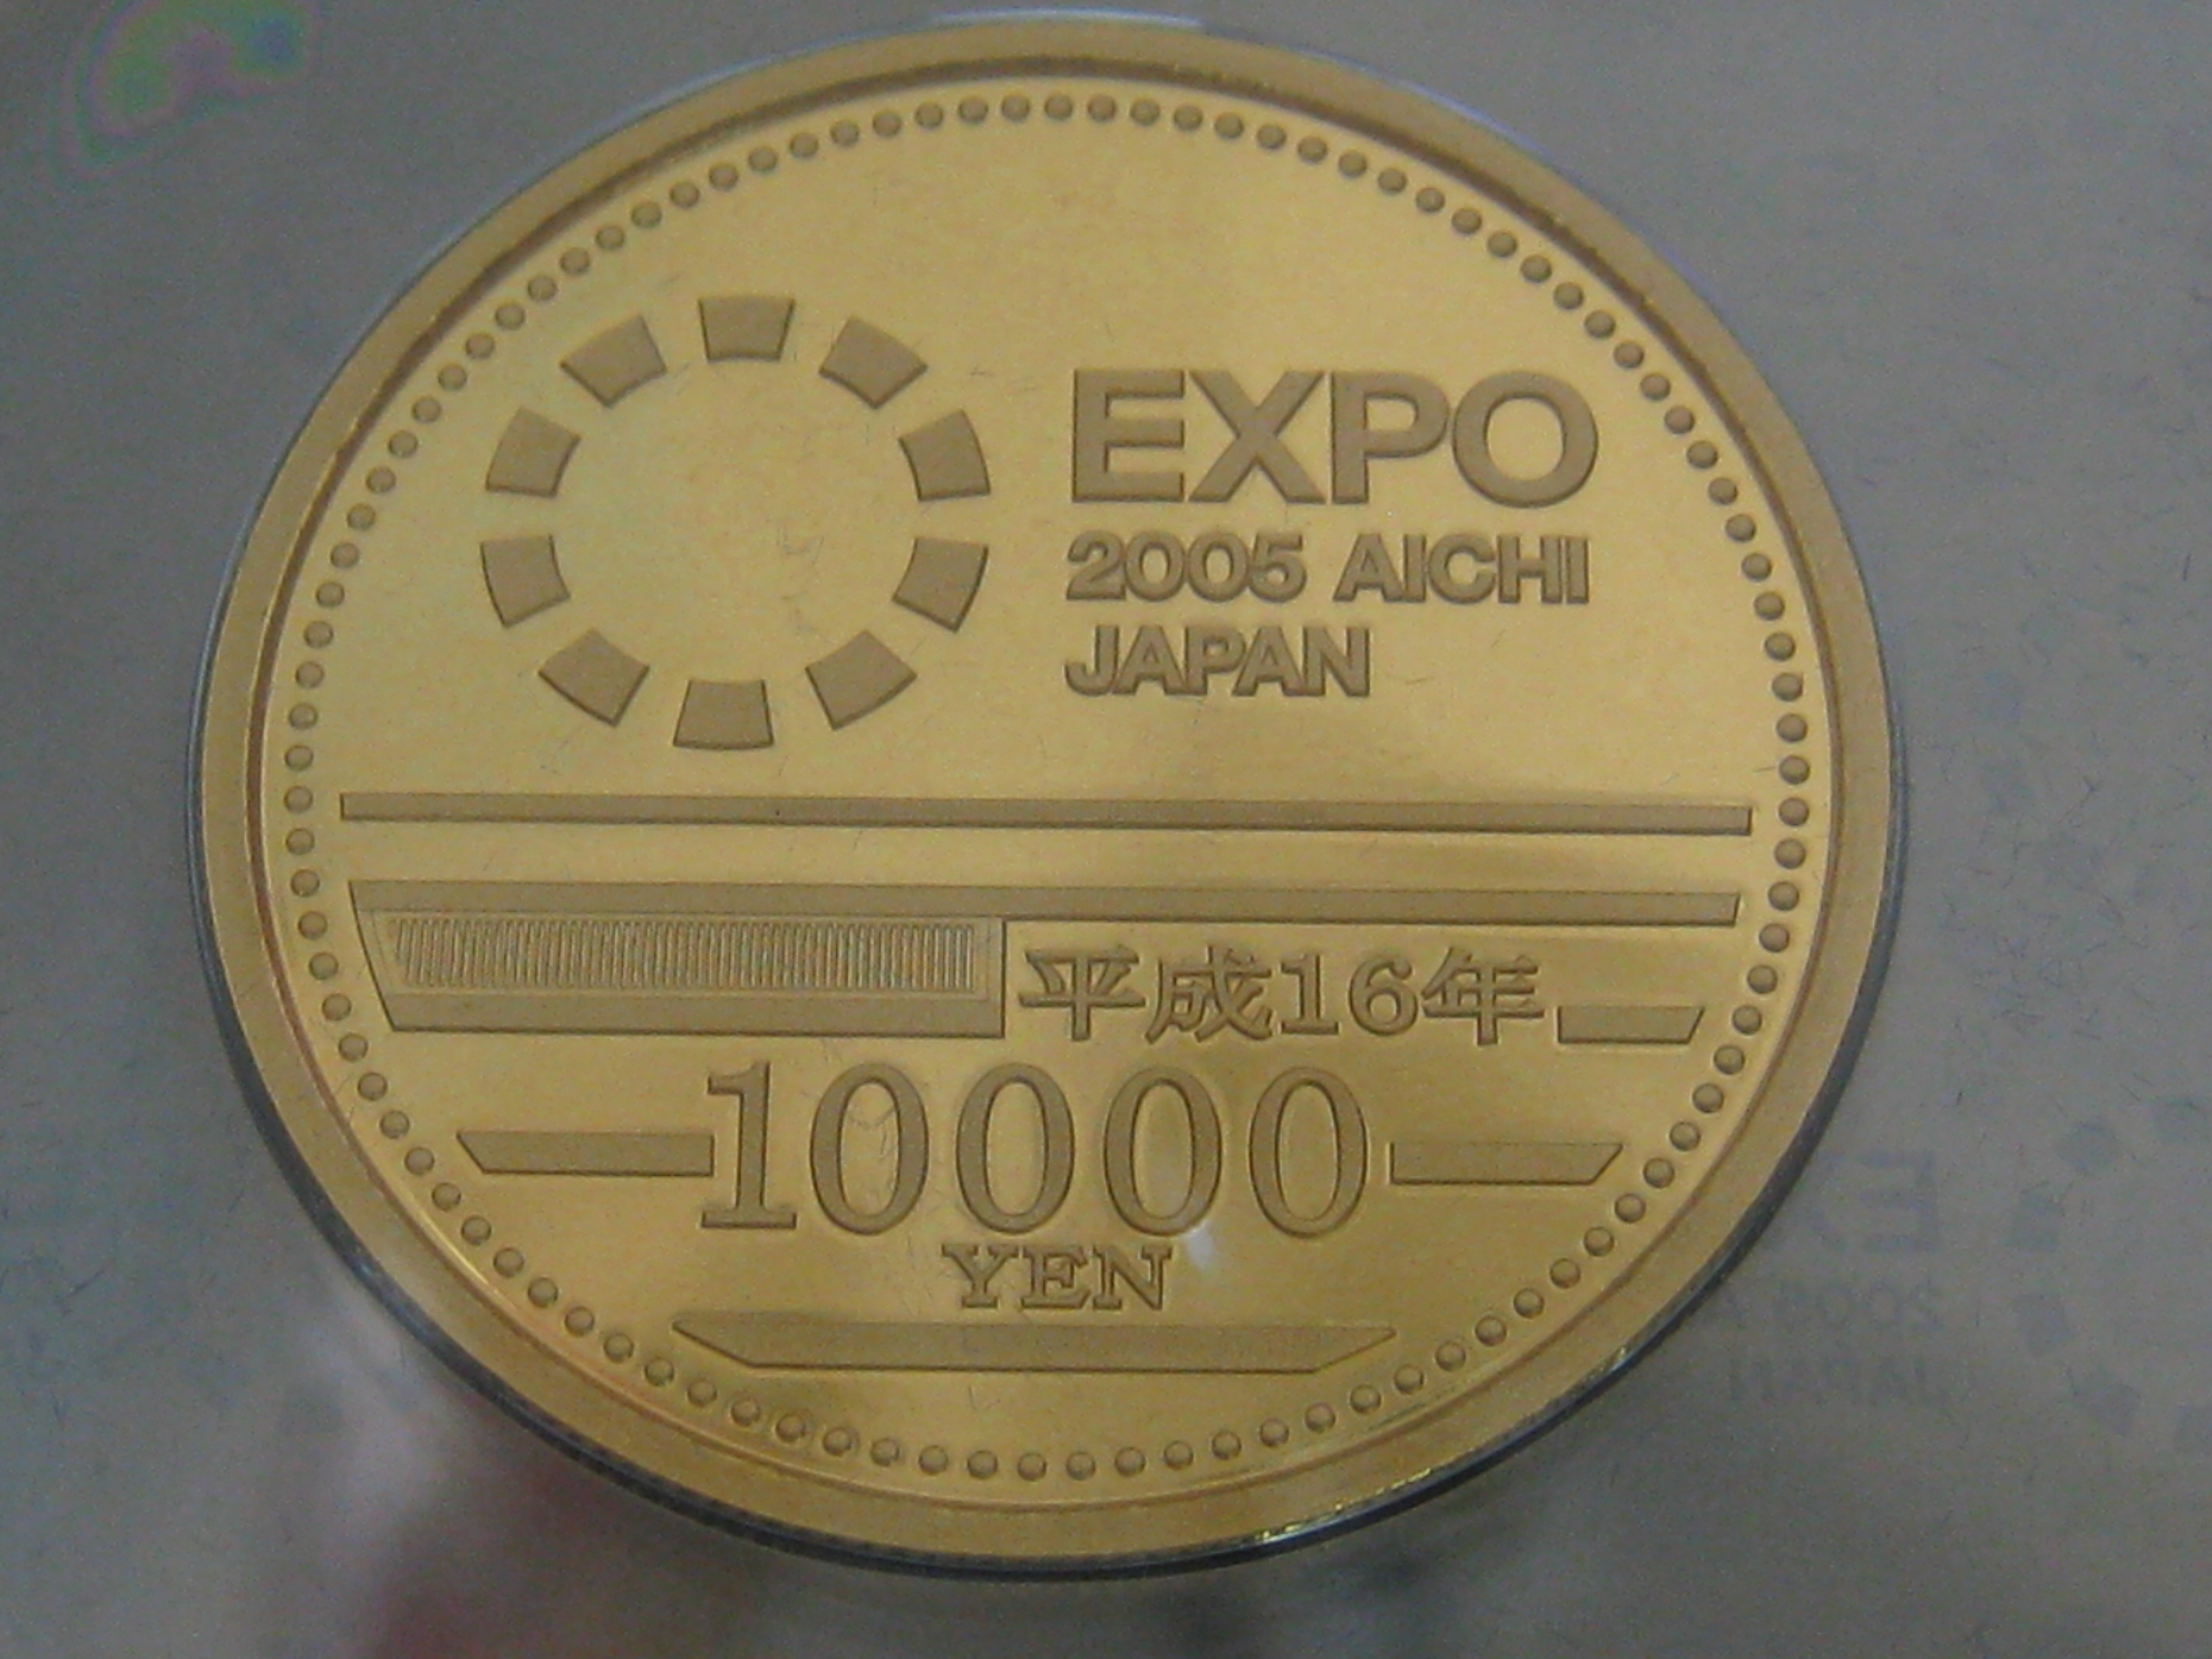 EXPO
2005 AICHI
JAPAN
平成16年
10000
YEN